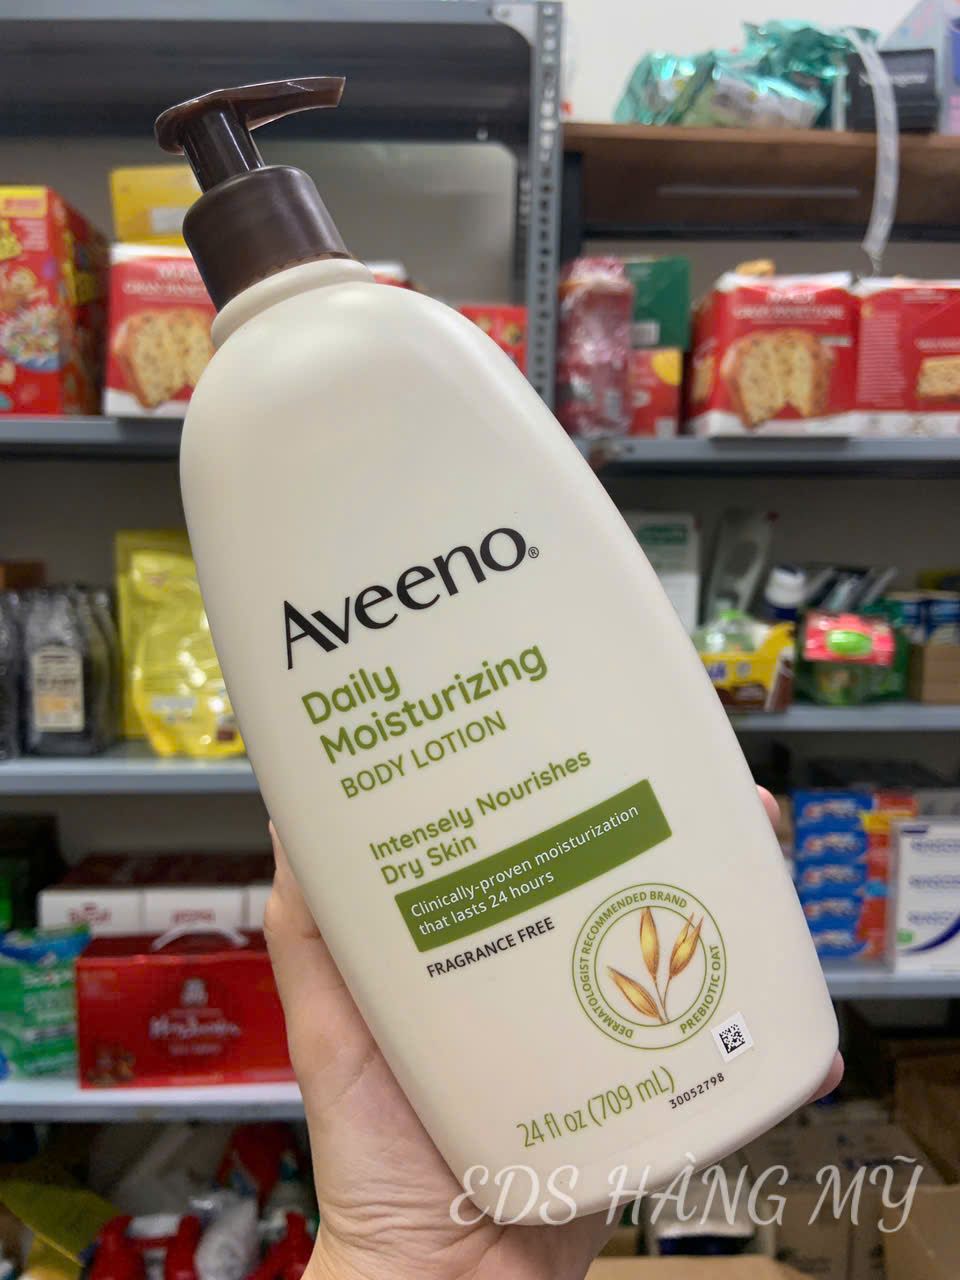 Aveeno®
Daily
Moisturizing
BODY LOTION
Intensely Nourishes
Dry Skin
Clinically-proven moisturization
that lasts 24 hours
FRAGRANCE FREE
DERMATOLOGIST RECOMMENDED BRAND
PREBIOTIC OAT
24 fl oz (709 mL)
30052798
EDS HÀNG MỸ